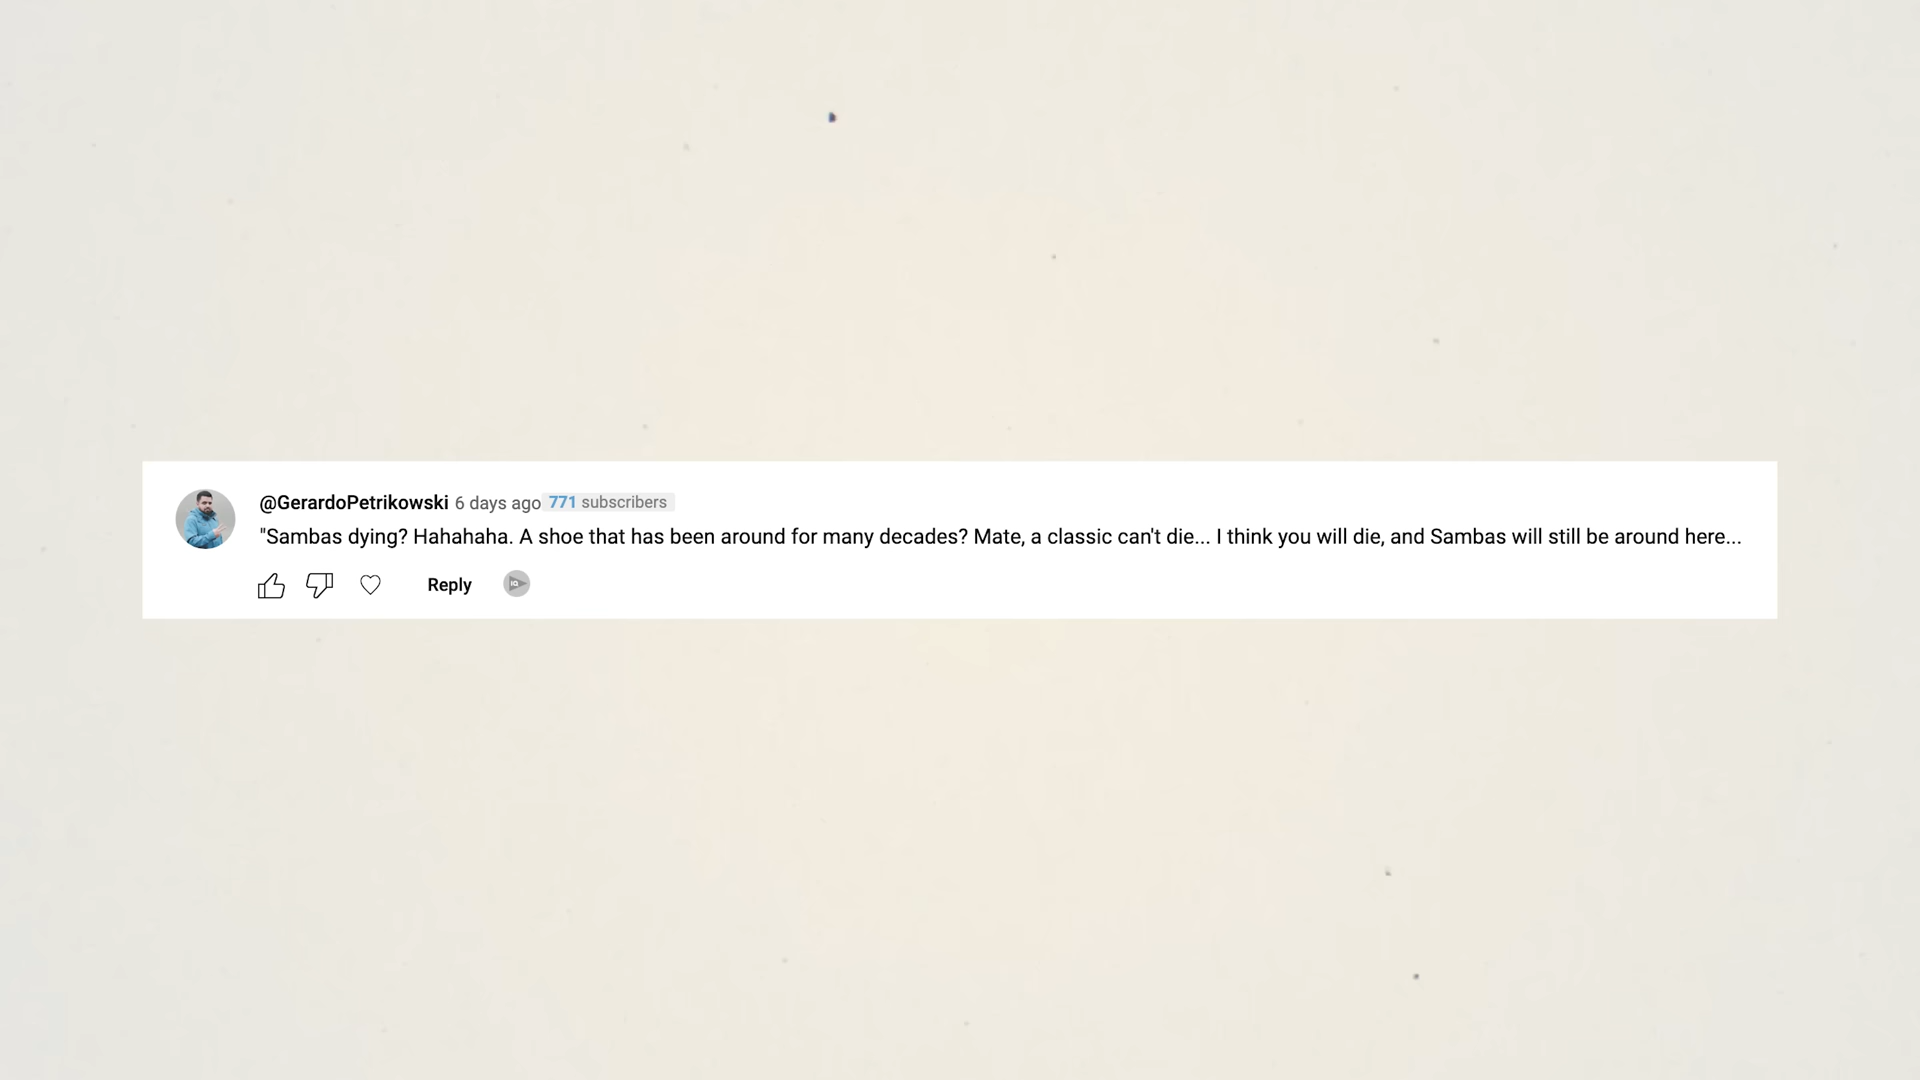 @GerardoPetrikowski 6 days ago 771 subscribers
"Sambas dying? Hahahaha. A shoe that has been around for many decades? Mate, a classic can't die... I think you will die, and Sambas will still be around here...
Reply